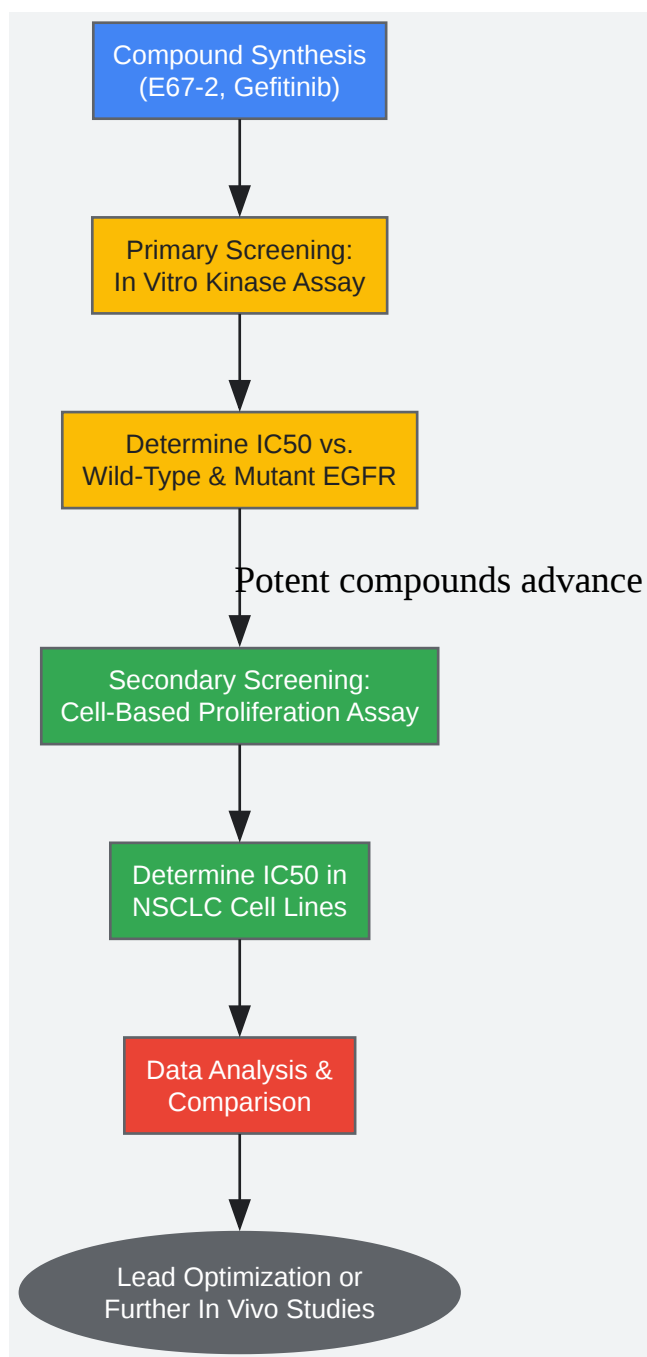 Compound Synthesis
(E67-2, Gefitinib)
Primary Screening:
In Vitro Kinase Assay
Determine IC50 vs.
Wild-Type & Mutant EGFR
Potent compounds advance
Secondary Screening:
Cell-Based Proliferation Assay
Determine IC50 in
NSCLC Cell Lines
Data Analysis &
Comparison
Lead Optimization or
Further In Vivo Studies